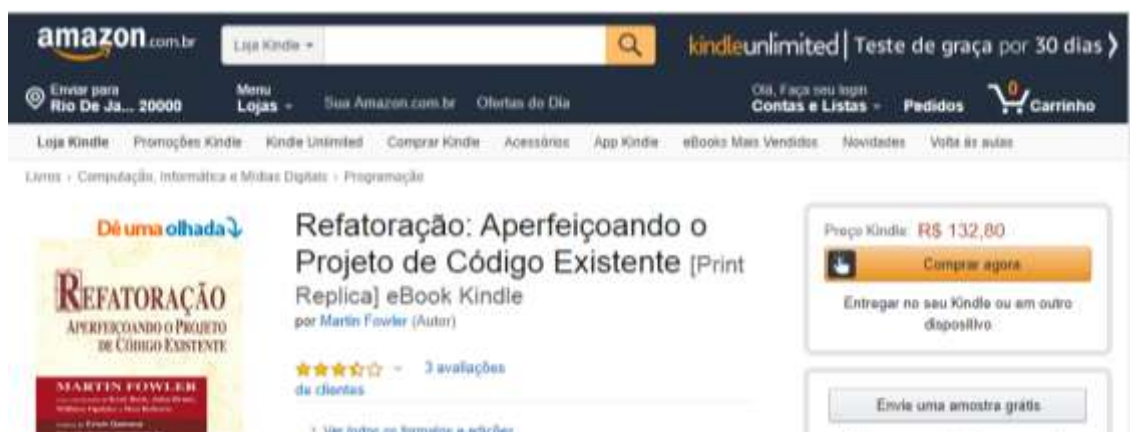 amazon.com.br
Loja Kindle
kindleunlimited | Teste de graça por 30 dias
Enviar para
Rio De Ja... 20000
Menu
Lojas
Sua Amazon.com.br
Ofertas do Dia
Olá, Faça seu login
Contas e Listas
Pedidos
0
Carrinho
Loja Kindle
Promoções Kindle
Kindle Unlimited
Comprar Kindle
Acessórios
App Kindle
eBooks Mais Vendidos
Novidades
Volta às aulas
Livros › Computação, Informática e Mídias Digitais › Programação
Dê uma olhada
REFATORAÇÃO
APERFEIÇOANDO O PROJETO
DE CÓDIGO EXISTENTE
MARTIN FOWLER
Refatoração: Aperfeiçoando o
Projeto de Código Existente [Print
Replica] eBook Kindle
por Martin Fowler (Autor)
3 avaliações
de clientes
Ver todos os formatos e edições
Preço Kindle: R$ 132,80
Comprar agora
Entregar no seu Kindle ou em outro
dispositivo
Envie uma amostra grátis